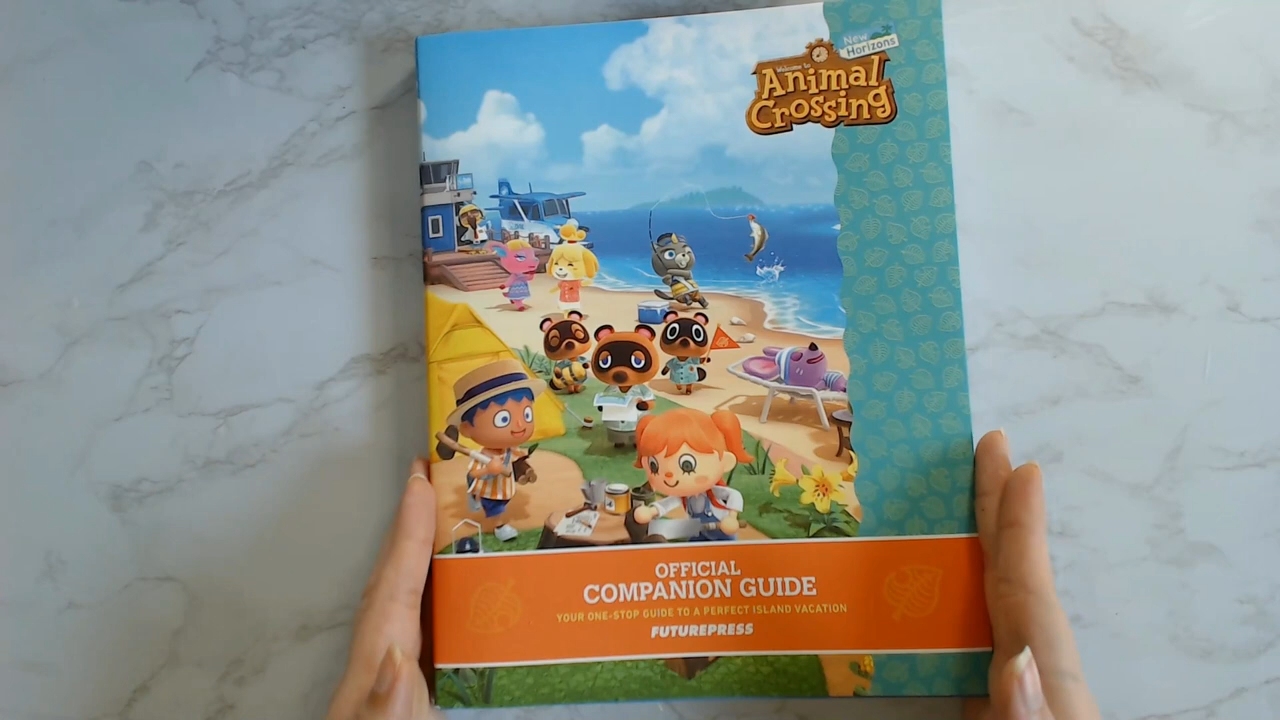 New
Horizons
Welcome to
Animal
Crossing
OFFICIAL
COMPANION GUIDE
YOUR ONE-STOP GUIDE TO A PERFECT ISLAND VACATION
FUTUREPRESS